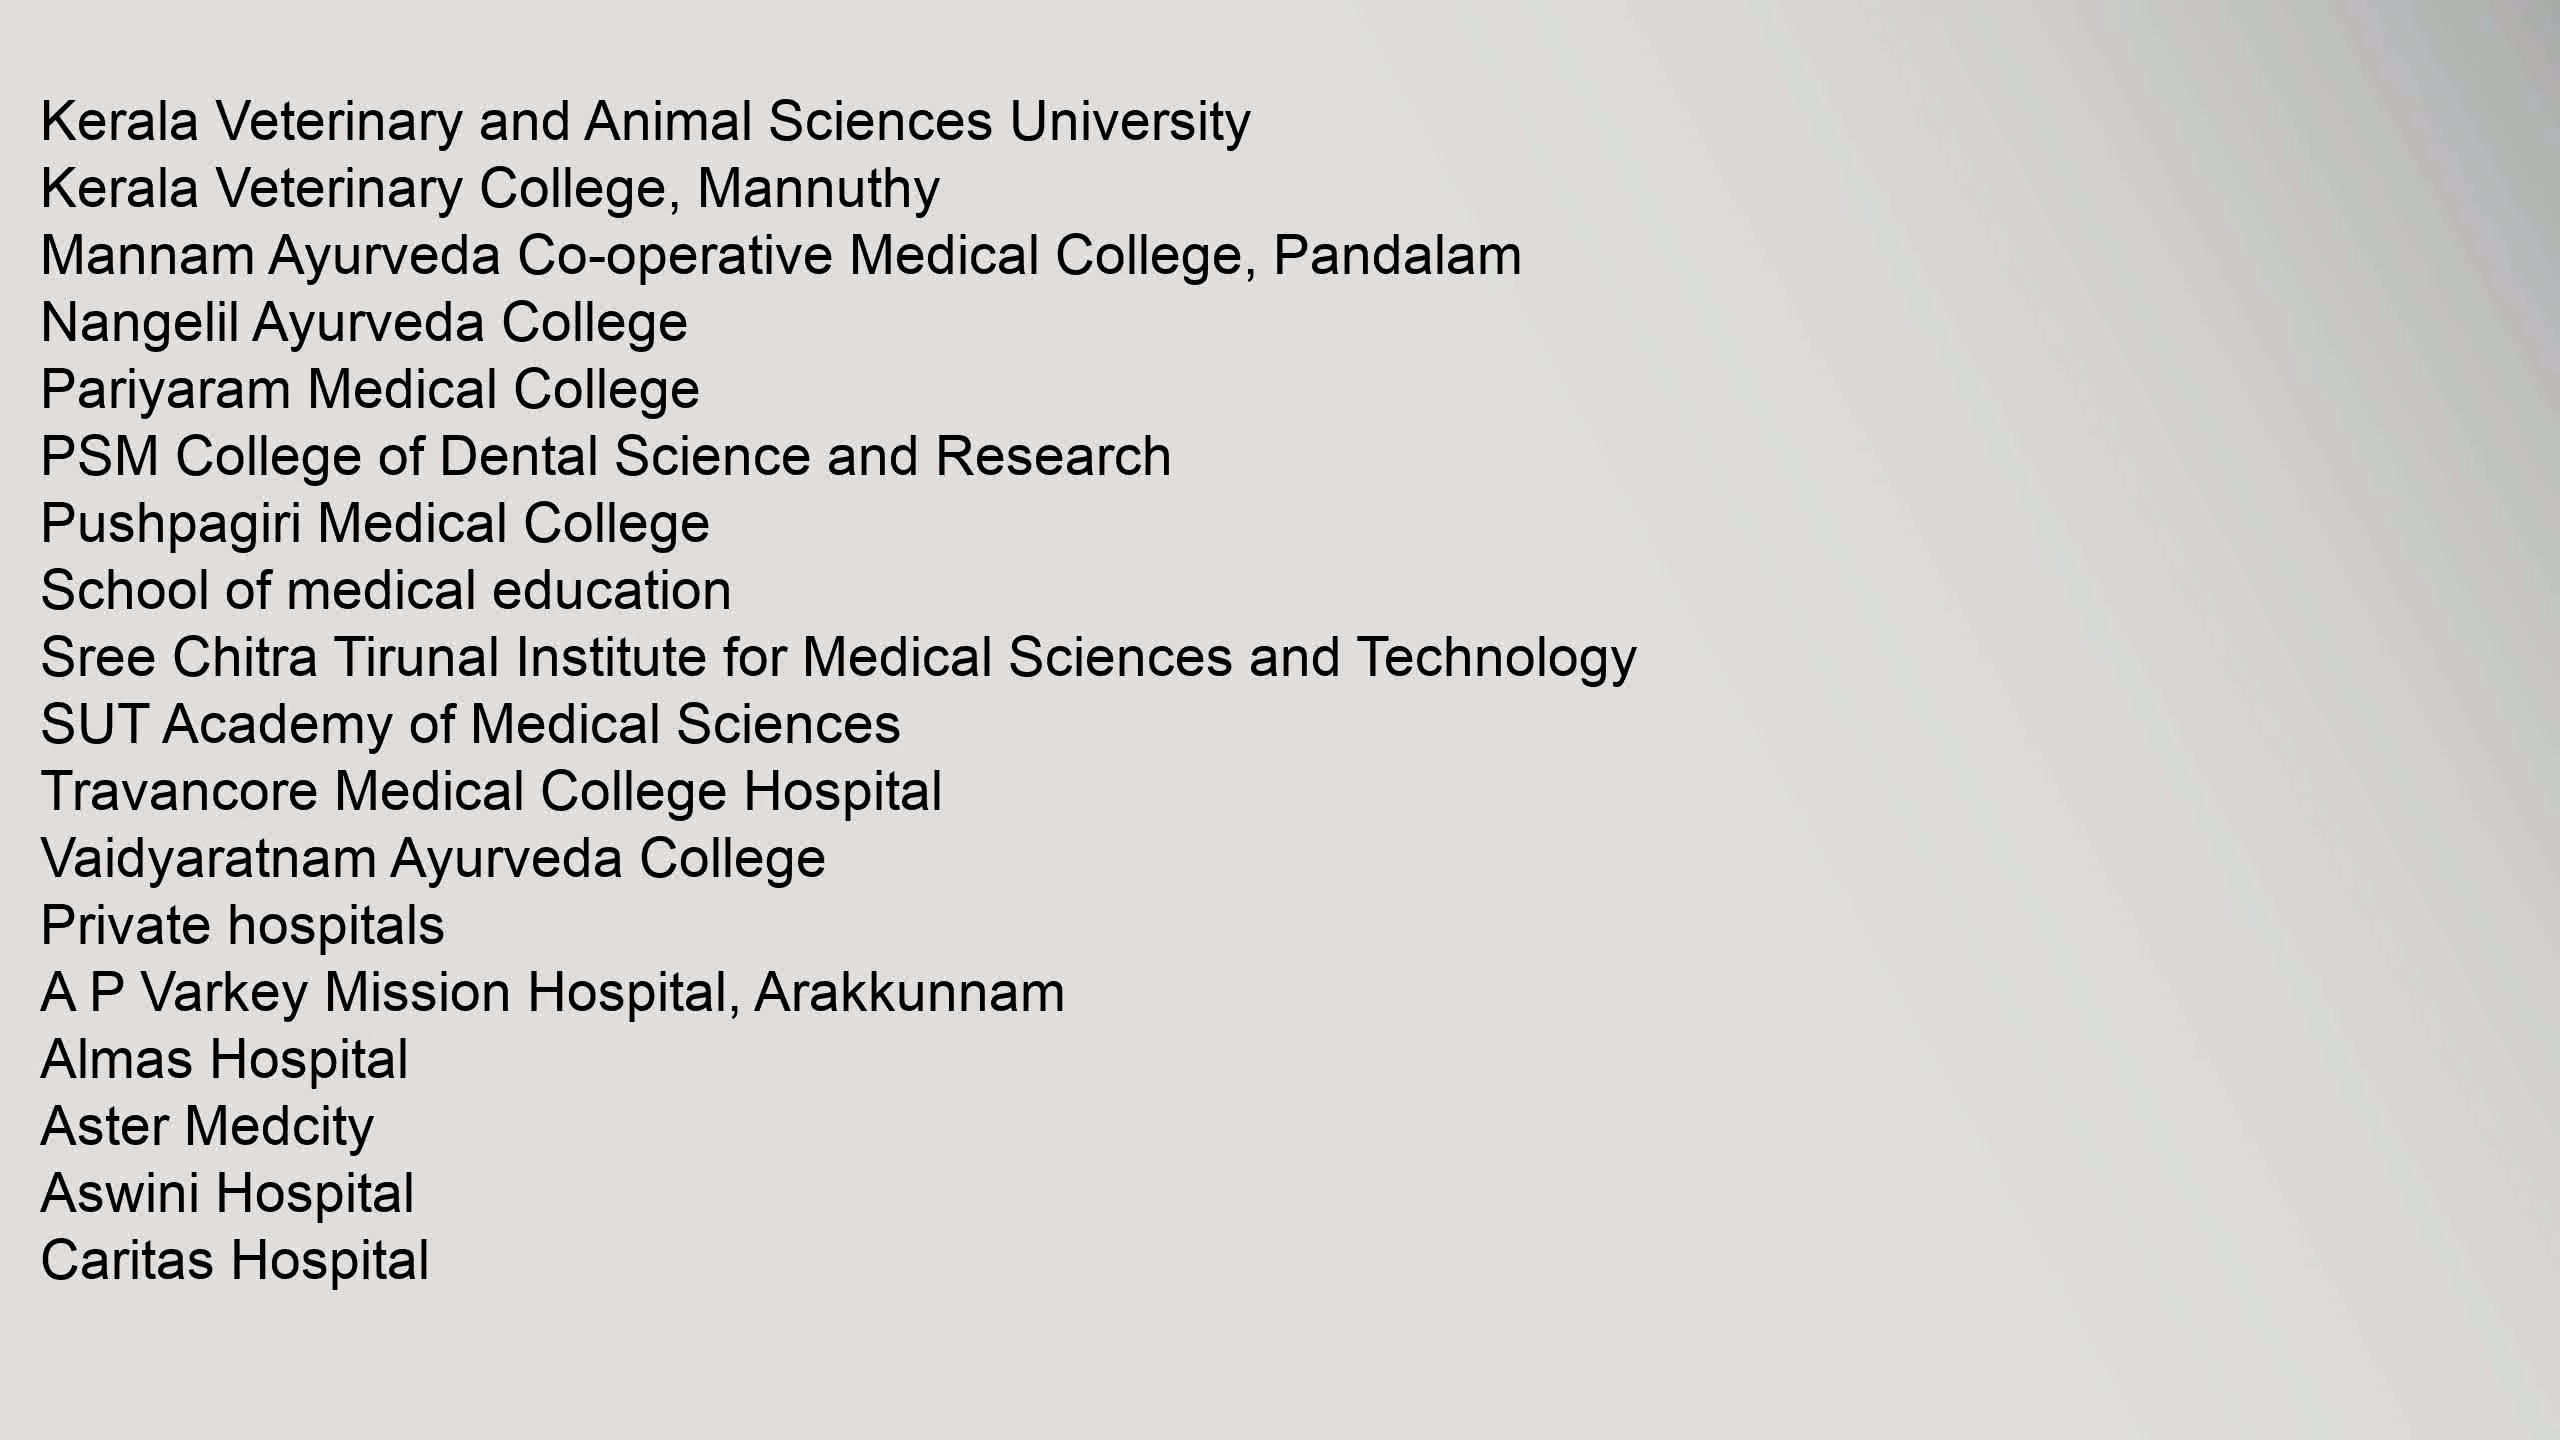 Kerala Veterinary and Animal Sciences University
Kerala Veterinary College, Mannuthy
Mannam Ayurveda Co-operative Medical College, Pandalam
Nangelil Ayurveda College
Pariyaram Medical College
PSM College of Dental Science and Research
Pushpagiri Medical College
School of medical education
Sree Chitra Tirunal Institute for Medical Sciences and Technology
SUT Academy of Medical Sciences
Travancore Medical College Hospital
Vaidyaratnam Ayurveda College
Private hospitals
A P Varkey Mission Hospital, Arakkunnam
Almas Hospital
Aster Medcity
Aswini Hospital
Caritas Hospital